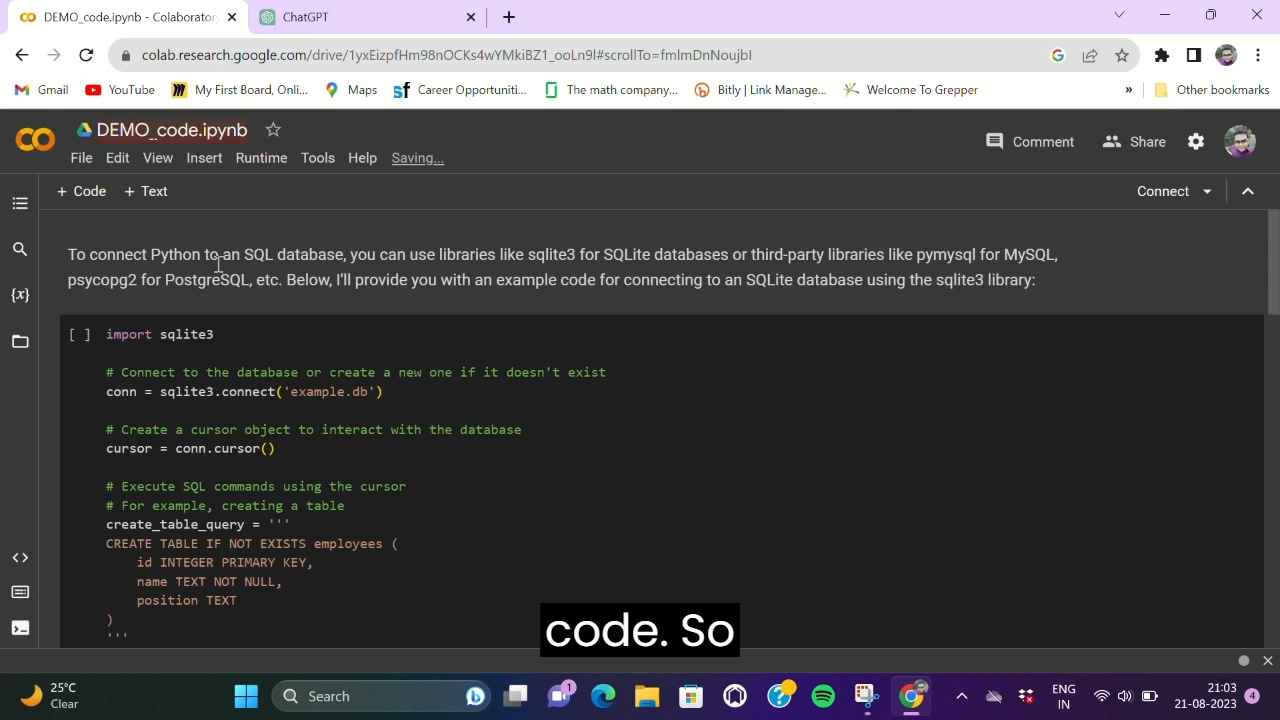 DEMO_code.ipynb - Colaboratory
ChatGPT
colab.research.google.com/drive/1vxEizpfHm98nOCKs4wYMkiBZ1_ooLn9l#scrollTo=fmlmDnNoujbI
Gmail
YouTube
My First Board, Onli...
Maps
Career Opportuniti...
The math company...
Bitly | Link Manage...
Welcome To Grepper
»
Other bookmarks
DEMO_code.ipynb
File Edit View Insert Runtime Tools Help Saving...
Comment
Share
+ Code + Text
Connect
To connect Python to an SQL database, you can use libraries like sqlite3 for SQLite databases or third-party libraries like pymysql for MySQL,
psycopg2 for PostgreSQL, etc. Below, I'll provide you with an example code for connecting to an SQLite database using the sqlite3 library:
[ ] import sqlite3
# Connect to the database or create a new one if it doesn't exist
conn = sqlite3.connect('example.db')
# Create a cursor object to interact with the database
cursor = conn.cursor()
# Execute SQL commands using the cursor
# For example, creating a table
create_table_query = '''
CREATE TABLE IF NOT EXISTS employees (
id INTEGER PRIMARY KEY,
name TEXT NOT NULL,
position TEXT
)
'''
code. So
25°C
Clear
Search
1
ENG
IN
21:03
21-08-2023
4